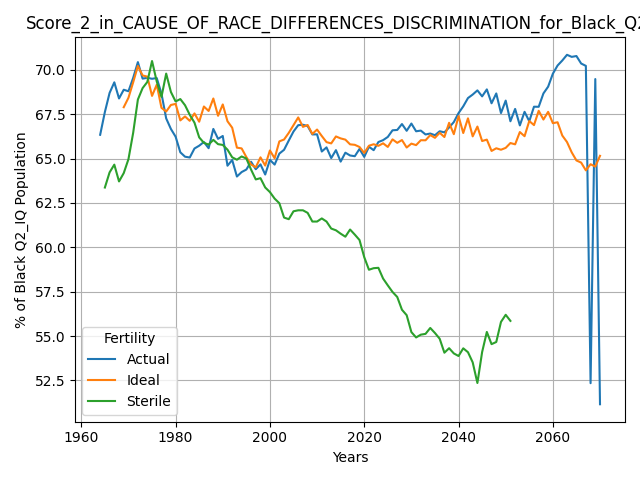 Score_2_in_CAUSE_OF_RACE_DIFFERENCES_DISCRIMINATION_for_Black_Q2
% of Black Q2_IQ Population
70.0
67.5
65.0
62.5
60.0
57.5
55.0
52.5
Fertility
Actual
Ideal
Sterile
1960 1980 2000 2020 2040 2060
Years